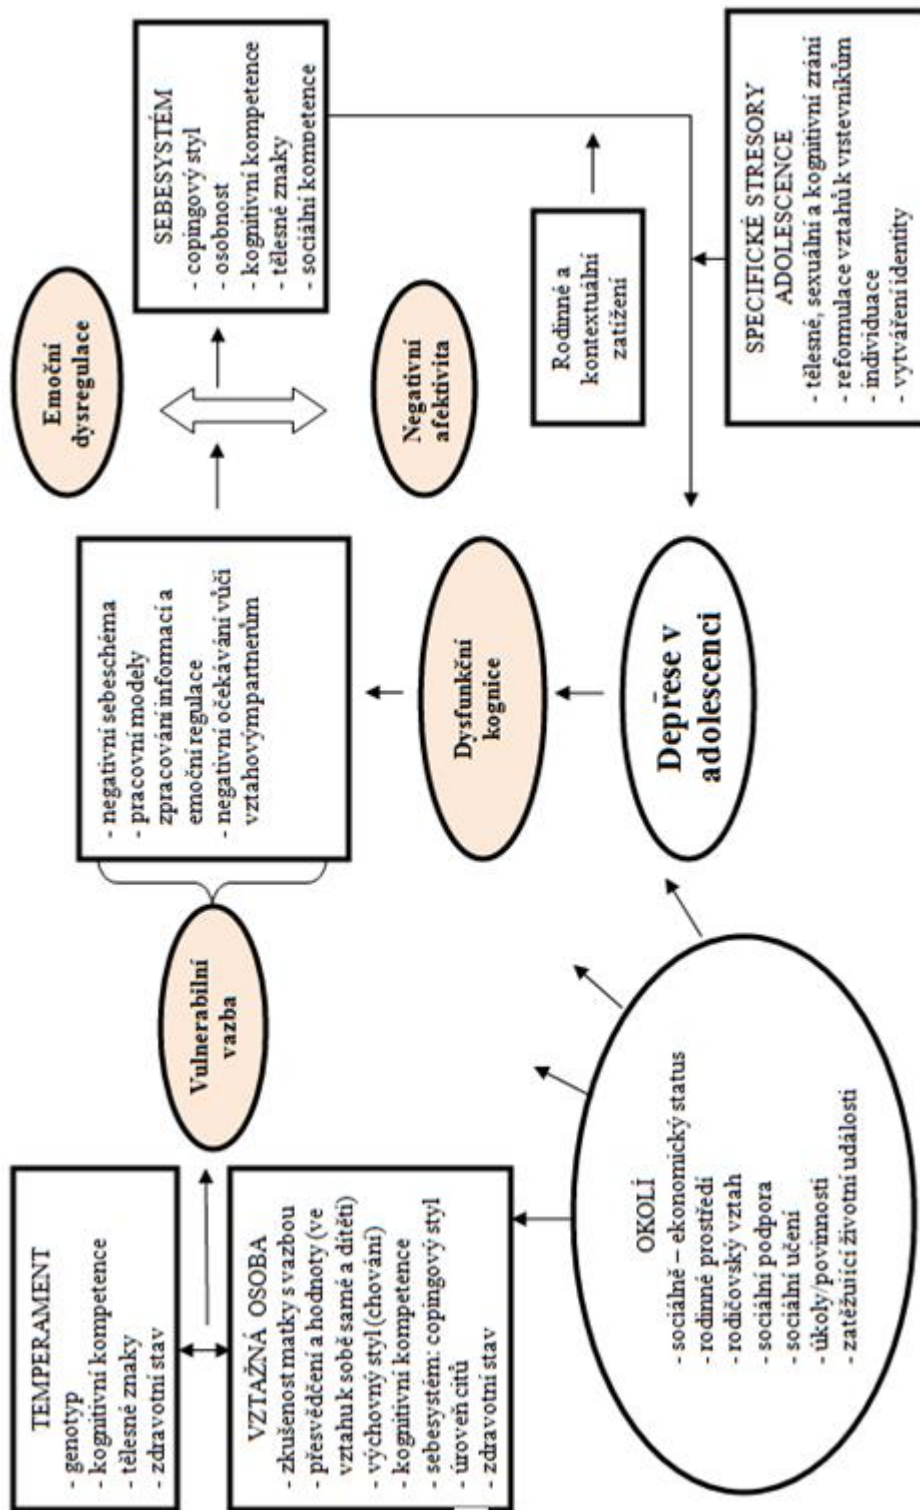 TEMPERAMENT
- genotyp
- kognitivní kompetence
- tělesné znaky
- zdravotní stav
VZTAŽNÁ OSOBA
- zkušenost matky s vazbou
- přesvědčení a hodnoty (ve
vztahu k sobě samé a dítěti)
- výchovný styl (chování)
- kognitivní kompetence
- sebesystém: copingový styl
- úroveň citů
- zdravotní stav
Vulnerabilní
vazba
- negativní sebeschéma
- pracovní modely
zpracování informací a
emoční regulace
- negativní očekávání vůči
vztahovýmpartnerům
Emoční
dysregulace
Negativní
afektivita
SEBESYSTÉM
- copingový styl
- osobnost
- kognitivní kompetence
- tělesné znaky
- sociální kompetence
OKOLÍ
- sociálně – ekonomický status
- rodinné prostředí
- rodičovský vztah
- sociální podpora
- sociální učení
- úkoly/povinnosti
- zatěžující životní události
Dysfunkční
kognice
Depřese v
adolescenci
Rodinné a
kontextuální
zatížení
SPECIFICKÉ STRESORY
ADOLESCENCE
- tělesné, sexuální a kognitivní zrání
- reformulace vztahů k vrstevníkům
- individuace
- vytváření identity